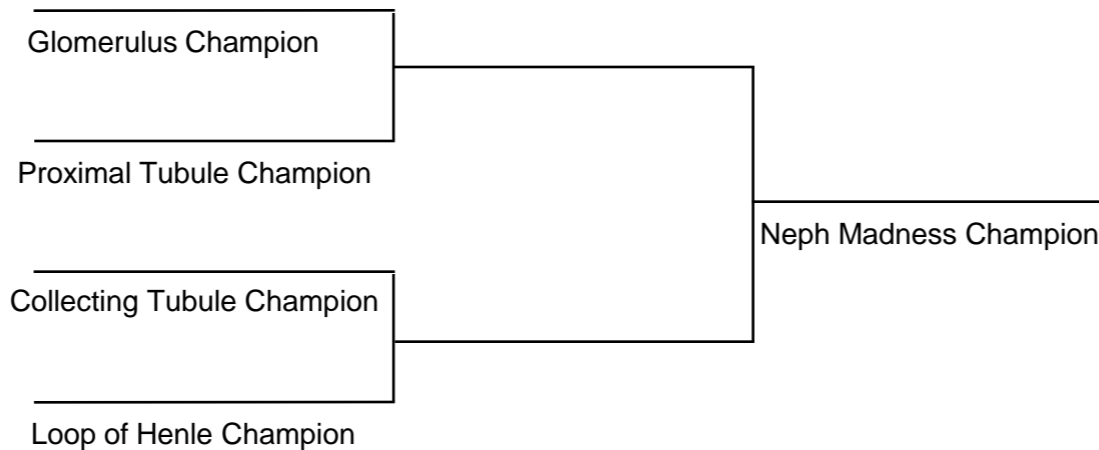 Glomerulus Champion
Proximal Tubule Champion
Neph Madness Champion
Collecting Tubule Champion
Loop of Henle Champion